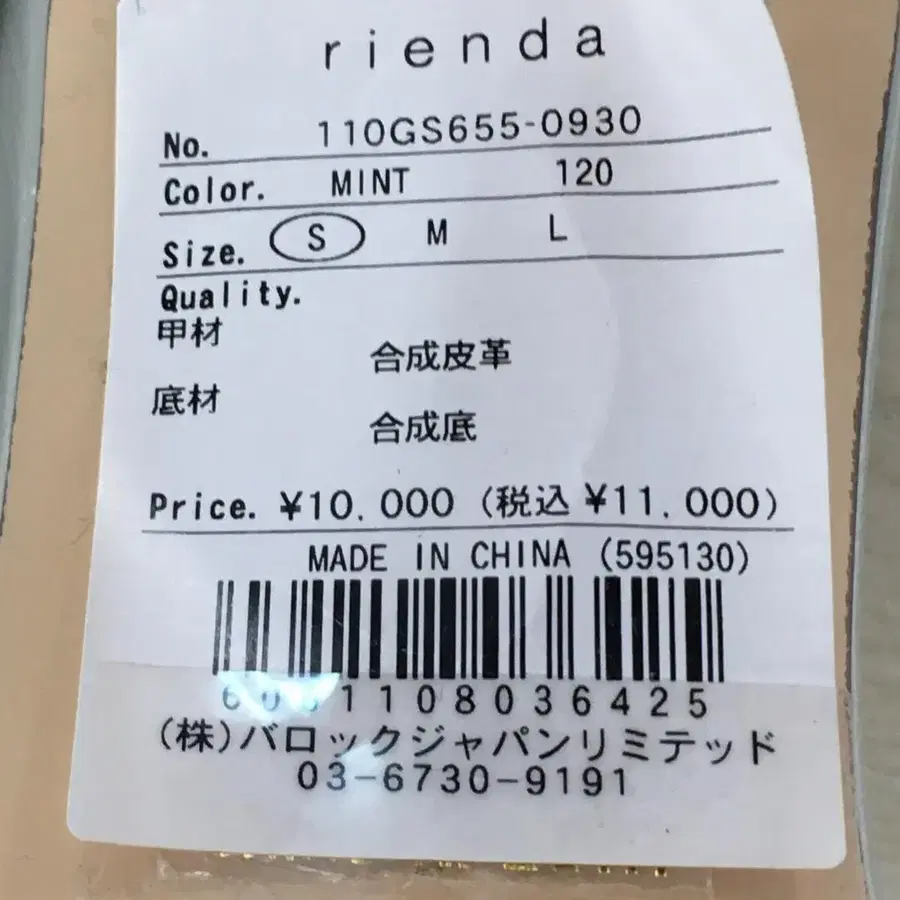 rienda
No. 110GS655-0930
Color. MINT 120
Size. S M L
Quality.
甲材
合成皮革
底材
合成底
Price. ¥10,000 (税込 ¥11,000)
MADE IN CHINA (595130)
(株)バロックジャパンリミテッド
03-6730-9191